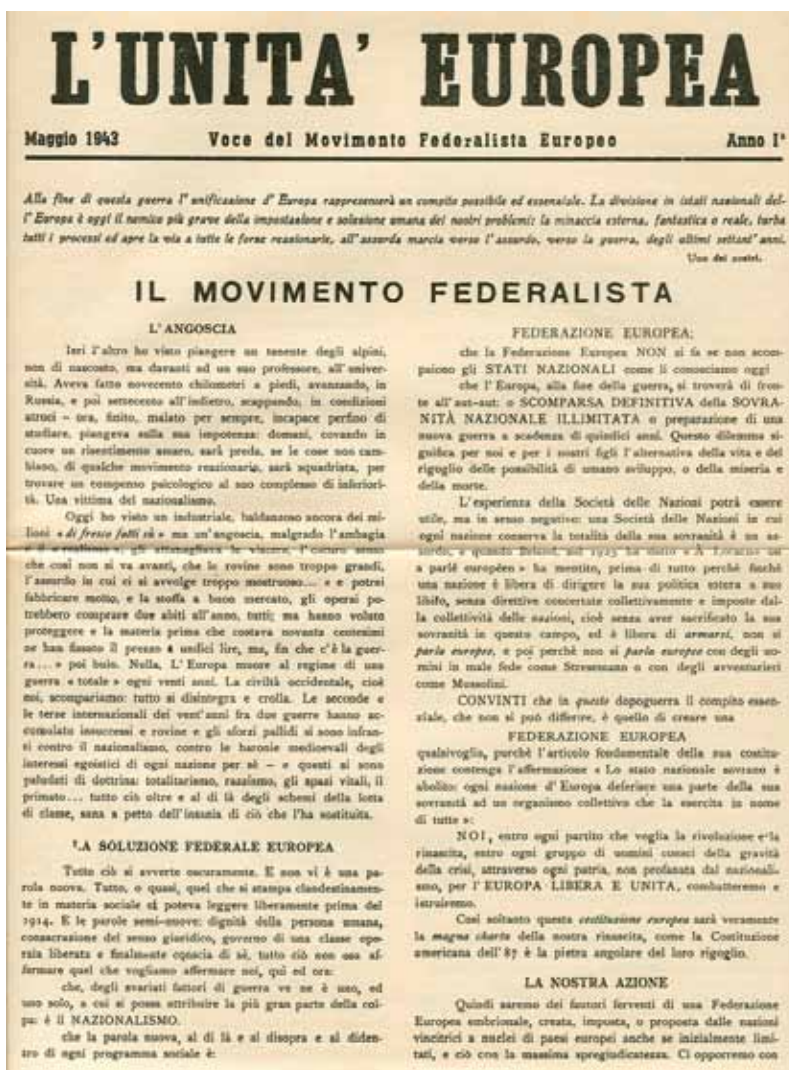 L'UNITA' EUROPEA
Maggio 1943 Voce del Movimento Federalista Europeo Anno I°
Alla fine di questa guerra l'unificazione d'Europa rappresenterà un compito possibile ed essenziale. La divisione in istati nazionali del-
l'Europa è oggi il nemico più grave della impostazione e soluzione umana dei nostri problemi: la minaccia esterna, fantastica o reale, turba
tutti i processi ed apre la via a tutte le forze reazionarie, all'assurda marcia verso l'assurdo, verso la guerra, degli ultimi settant'anni.
Uno dei nostri.
IL MOVIMENTO FEDERALISTA
L'ANGOSCIA
Ieri l'altro ho visto piangere un tenente degli alpini,
non di nascosto, ma davanti ad un suo professore, all'univer-
sità. Aveva fatto novecento chilometri a piedi, avanzando, in
Russia, e poi settecento all'indietro, scappando, in condizioni
atroci - ora, finito, malato per sempre, incapace perfino di
studiare, piangeva sulla sua impotenza: domani, covando in
cuore un risentimento amaro, sarà preda, se le cose non cam-
biano, di qualche movimento reazionario, sarà squadrista, per
trovare un compenso psicologico al suo complesso di inferiori-
tà. Una vittima del nazionalismo.
Oggi ho visto un industriale, baldanzoso ancora dei mi-
lioni « di fresco fatti sù » ma un'angoscia, malgrado l'ambagia
e il « realismo », gli attanagliava le viscere, l'oscuro senso
che così non si va avanti, che le rovine sono troppo grandi,
l'assurdo in cui ci si avvolge troppo mostruoso... « e potrei
fabbricare molto, e la stoffa a buon mercato, gli operai po-
trebbero comprare due abiti all'anno, tutti; ma hanno voluto
proteggere e la materia prima che costava novanta centesimi
ne han fissato il prezzo a undici lire, ma, fin che c'è la guer-
ra... » poi buio. Nulla. L'Europa muore al regime di una
guerra « totale » ogni venti anni. La civiltà occidentale, cioè
noi, scompariamo: tutto si disintegra e crolla. Le seconde e
le terze internazionali dei vent'anni fra due guerre hanno ac-
cumulato insuccessi e rovine e gli sforzi pallidi si sono infran-
ti contro il nazionalismo, contro le baronie medioevali degli
interessi egoistici di ogni nazione per sè - e questi si sono
paludati di dottrina: totalitarismo, razzismo, gli spazi vitali, il
primato... tutto ciò oltre e al di là degli schemi della lotta
di classe, sana a petto dell'insania di ciò che l'ha sostituita.
LA SOLUZIONE FEDERALE EUROPEA
Tutto ciò si avverte oscuramente. E non vi è una pa-
rola nuova. Tutto, o quasi, quel che si stampa clandestinamen-
te in materia sociale si poteva leggere liberamente prima del
1914. E le parole semi-nuove: dignità della persona umana,
consacrazione del senso giuridico, governo di una classe ope-
raia liberata e finalmente conscia di sè, tutto ciò non osa af-
fermare quel che vogliamo affermare noi, qui ed ora:
che, degli svariati fattori di guerra ve ne è uno, ed
uno solo, a cui si possa attribuire la più gran parte della col-
pa: è il NAZIONALISMO.
che la parola nuova, al di là e al disopra e al diden-
tro di ogni programma sociale è:
FEDERAZIONE EUROPEA;
che la Federazione Europea NON si fa se non scom-
paiono gli STATI NAZIONALI come li conosciamo oggi
che l'Europa, alla fine della guerra, si troverà di fron-
te all'aut-aut: o SCOMPARSA DEFINITIVA della SOVRA-
NITÀ NAZIONALE ILLIMITATA o preparazione di una
nuova guerra a scadenza di quindici anni. Questo dilemma si-
gnifica per noi e per i nostri figli l'alternativa della vita e del
rigoglio delle possibilità di umano sviluppo, o della miseria e
della morte.
L'esperienza della Società delle Nazioni potrà essere
utile, ma in senso negativo: una Società delle Nazioni in cui
ogni nazione conserva la totalità della sua sovranità è un as-
surdo, e quando Briand, nel 1925 ha detto « À Locarno on
a parlé européen » ha mentito, prima di tutto perchè finchè
una nazione è libera di dirigere la sua politica estera a suo
libito, senza direttive concertate collettivamente e imposte dal-
la collettività delle nazioni, cioè senza aver sacrificato la sua
sovranità in questo campo, ed è libera di armarsi, non si
parla europeo, e poi perchè non si parla europeo con degli uo-
mini in male fede come Stresemann o con degli avventurieri
come Mussolini.
CONVINTI che in questo dopoguerra il compito essen-
ziale, che non si può differire, è quello di creare una
FEDERAZIONE EUROPEA
qualsivoglia, purchè l'articolo fondamentale della sua costitu-
zione contenga l'affermazione « Lo stato nazionale sovrano è
abolito: ogni nazione d'Europa deferisce una parte della sua
sovranità ad un organismo collettivo che la esercita in nome
di tutte »:
NOI, entro ogni partito che voglia la rivoluzione e la
rinascita, entro ogni gruppo di uomini consci della gravità
della crisi, attraverso ogni patria, non profanata dal nazionali-
smo, per l'EUROPA LIBERA E UNITA, combatteremo e
istruiremo.
Così soltanto questa costituzione europea sarà veramente
la magna charta della nostra rinascita, come la Costituzione
americana dell'87 è la pietra angolare del loro rigoglio.
LA NOSTRA AZIONE
Quindi saremo dei fautori ferventi di una Federazione
Europea embrionale, creata, imposta, o proposta dalle nazioni
vincitrici a nuclei di paesi europei anche se inizialmente limi-
tati, e ciò con la massima spregiudicatezza. Ci opporremo con